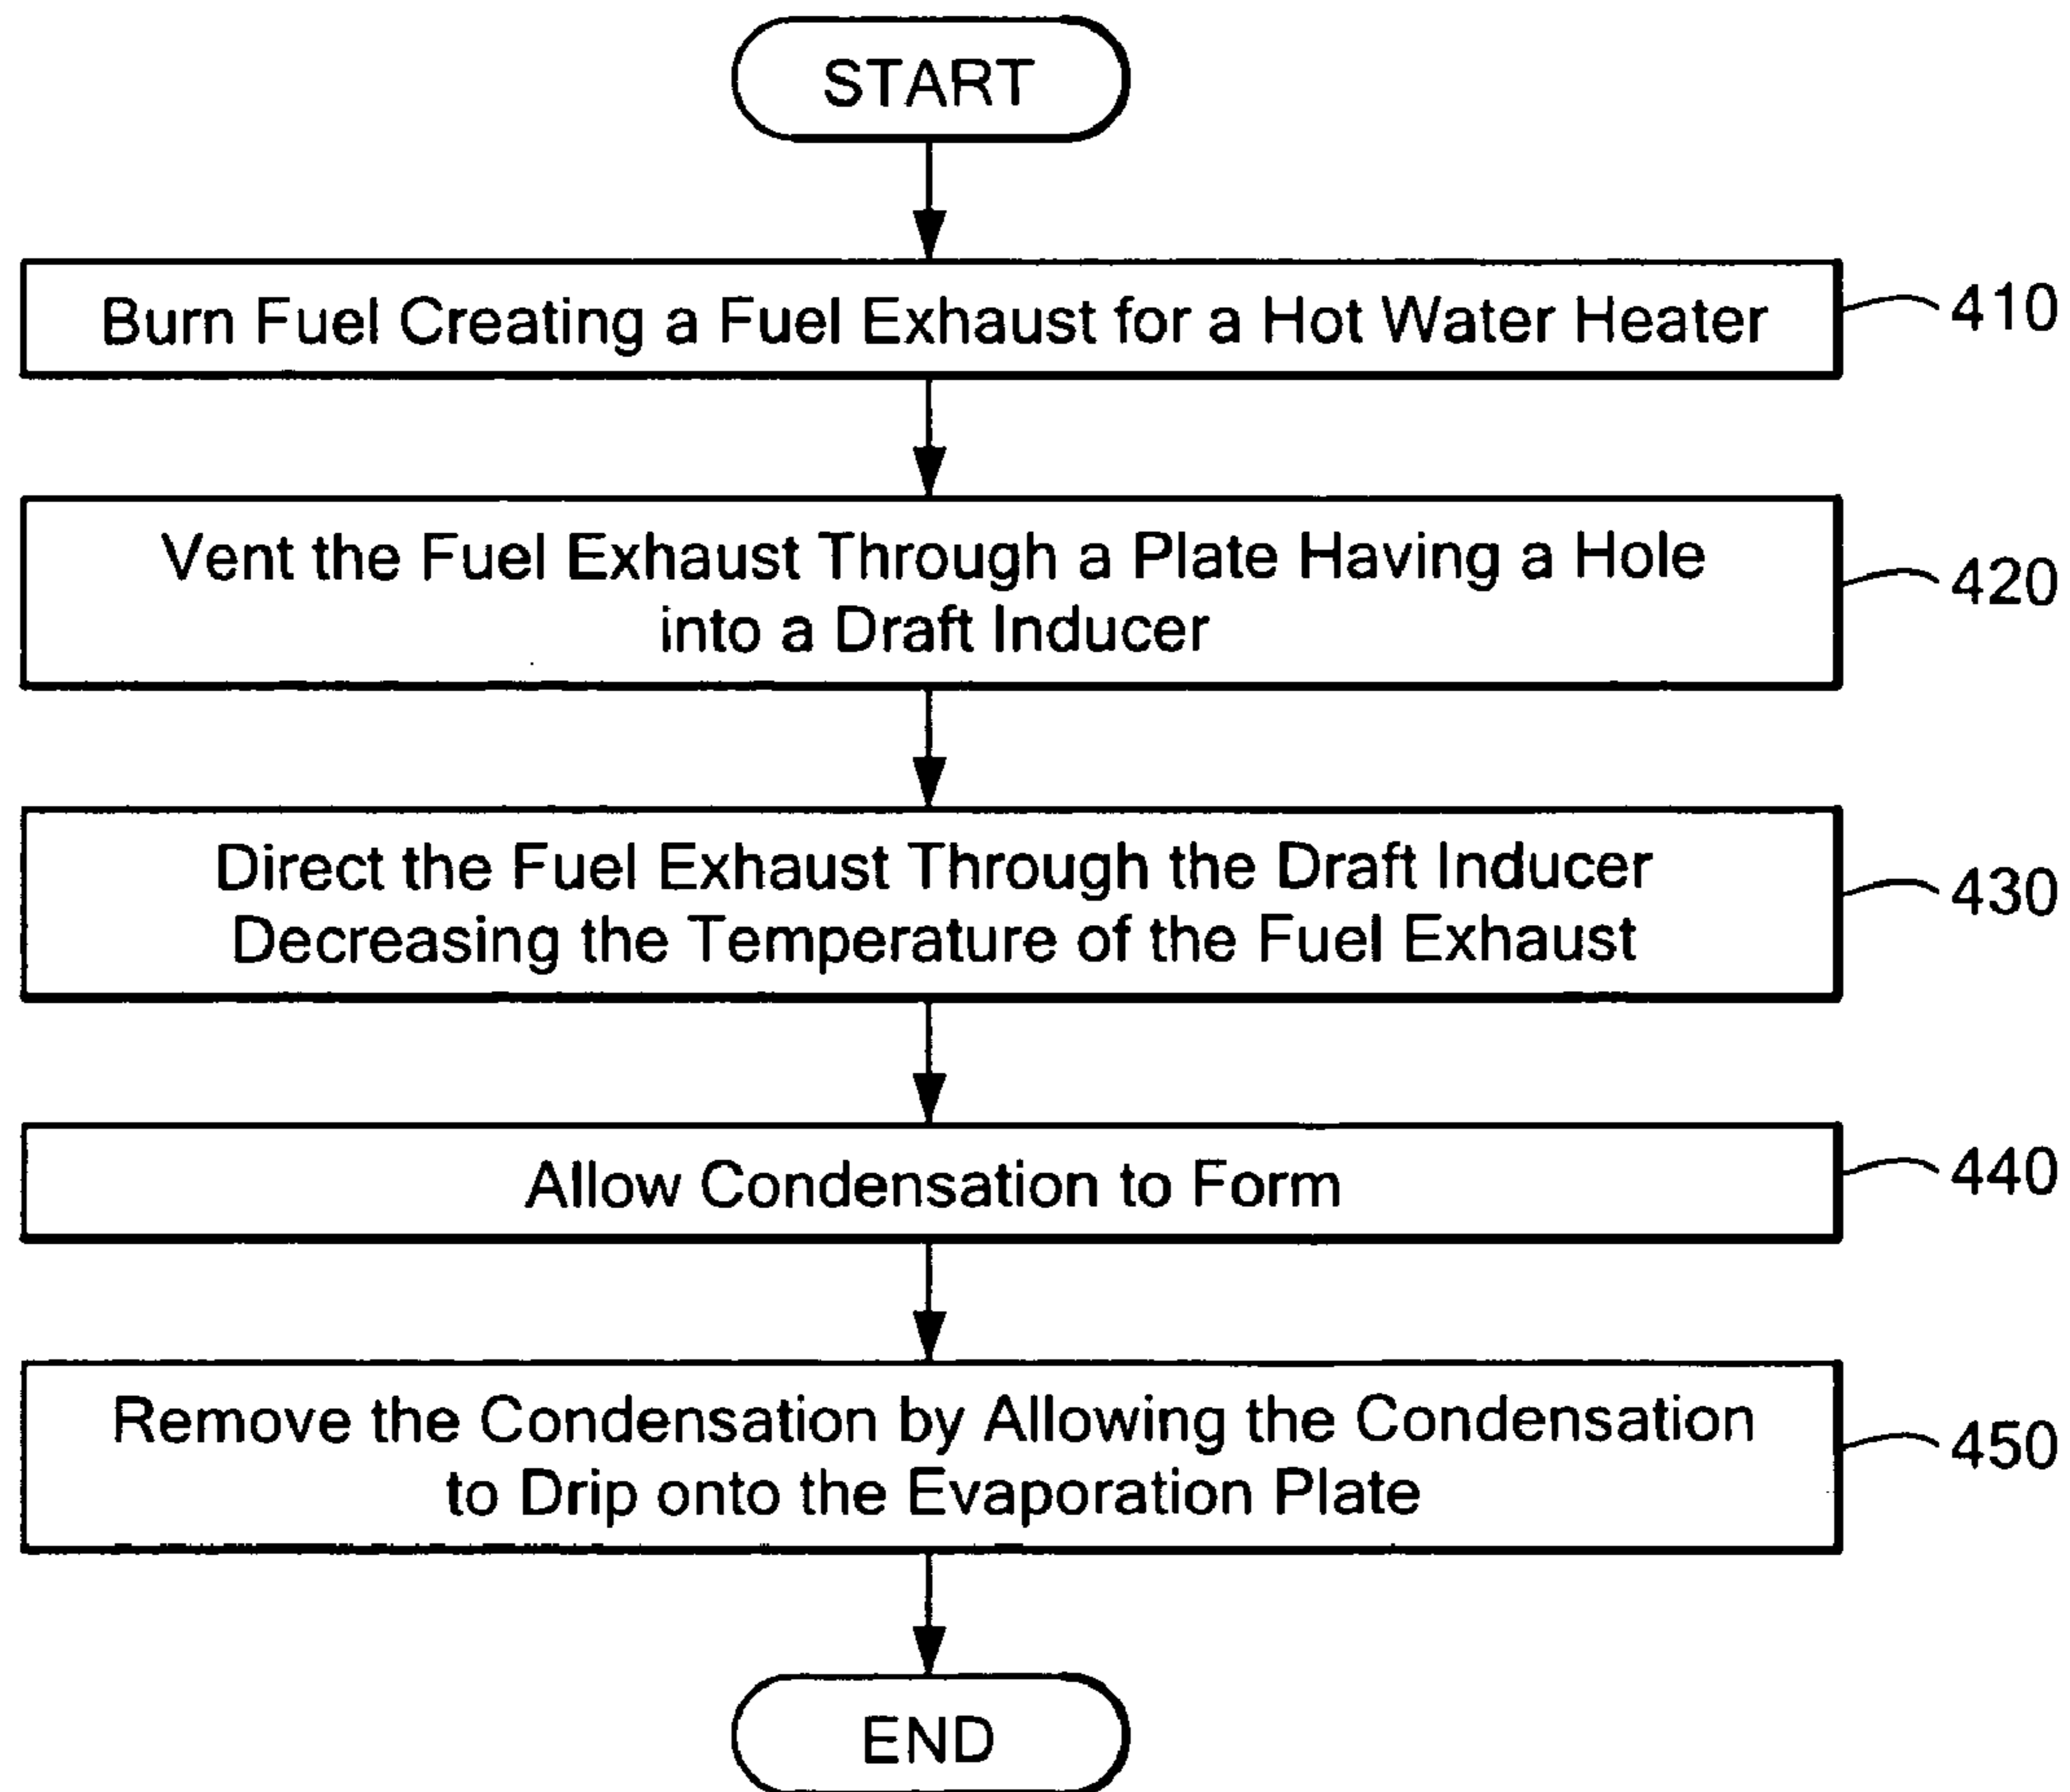 START
Burn Fuel Creating a Fuel Exhaust for a Hot Water Heater
410
Vent the Fuel Exhaust Through a Plate Having a Hole
into a Draft Inducer
420
Direct the Fuel Exhaust Through the Draft Inducer
Decreasing the Temperature of the Fuel Exhaust
430
Allow Condensation to Form
440
Remove the Condensation by Allowing the Condensation
to Drip onto the Evaporation Plate
450
END